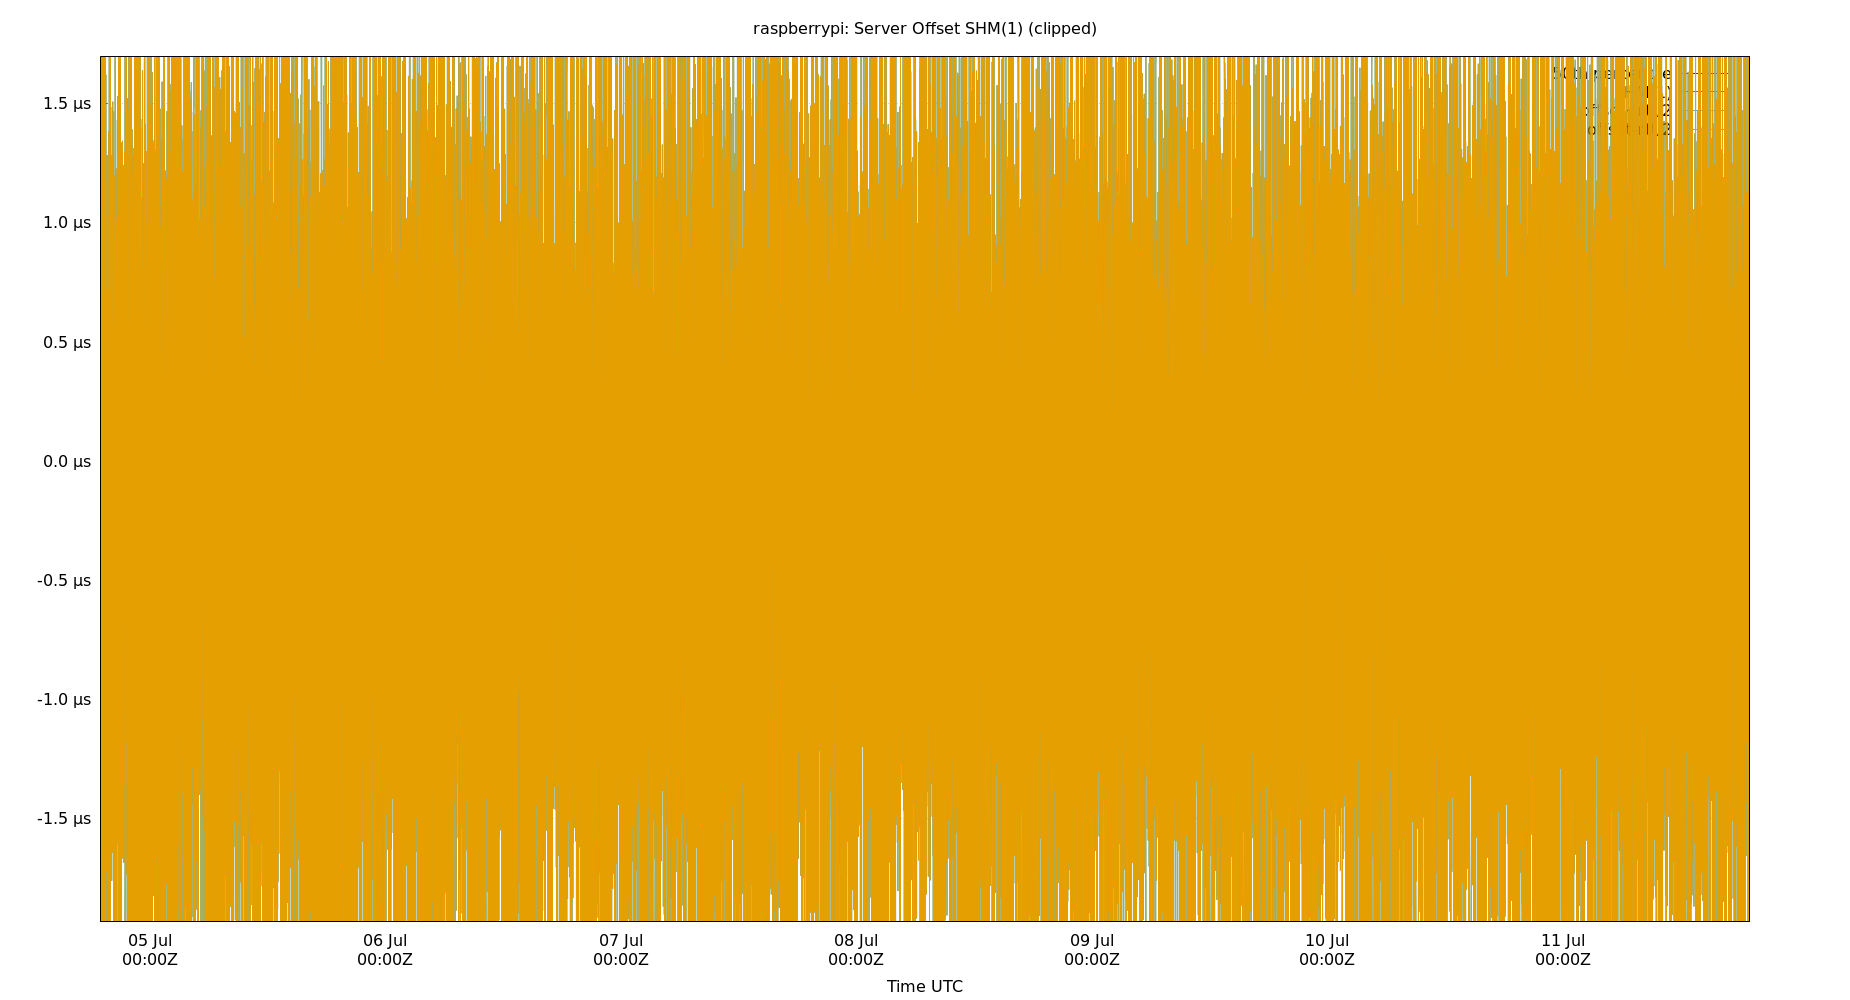 raspberrypi: Server Offset SHM(1) (clipped)
1.5 µs
1.0 µs
0.5 µs
0.0 µs
-0.5 µs
-1.0 µs
-1.5 µs
05 Jul 06 Jul 07 Jul 08 Jul 09 Jul 10 Jul 11 Jul
00:00Z 00:00Z 00:00Z 00:00Z 00:00Z 00:00Z 00:00Z
Time UTC